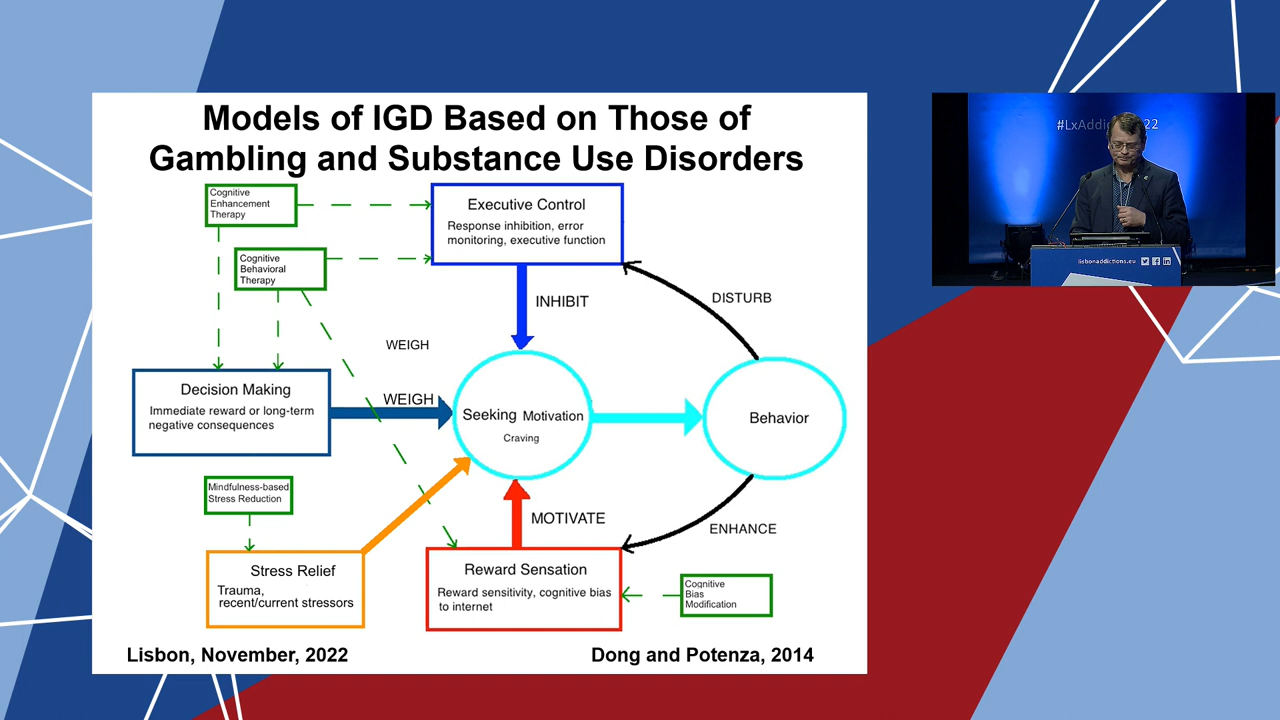 Models of IGD Based on Those of
Gambling and Substance Use Disorders
Cognitive
Enhancement
Therapy
Executive Control
Response inhibition, error
monitoring, executive function
Cognitive
Behavioral
Therapy
INHIBIT
DISTURB
WEIGH
Decision Making
Immediate reward or long-term
negative consequences
WEIGH
Seeking Motivation
Craving
Behavior
Mindfulness-based
Stress Reduction
MOTIVATE
ENHANCE
Stress Relief
Trauma,
recent/current stressors
Reward Sensation
Reward sensitivity, cognitive bias
to internet
Cognitive
Bias
Modification
Lisbon, November, 2022
Dong and Potenza, 2014
#LxAddic 22
lisbonaddictions.eu